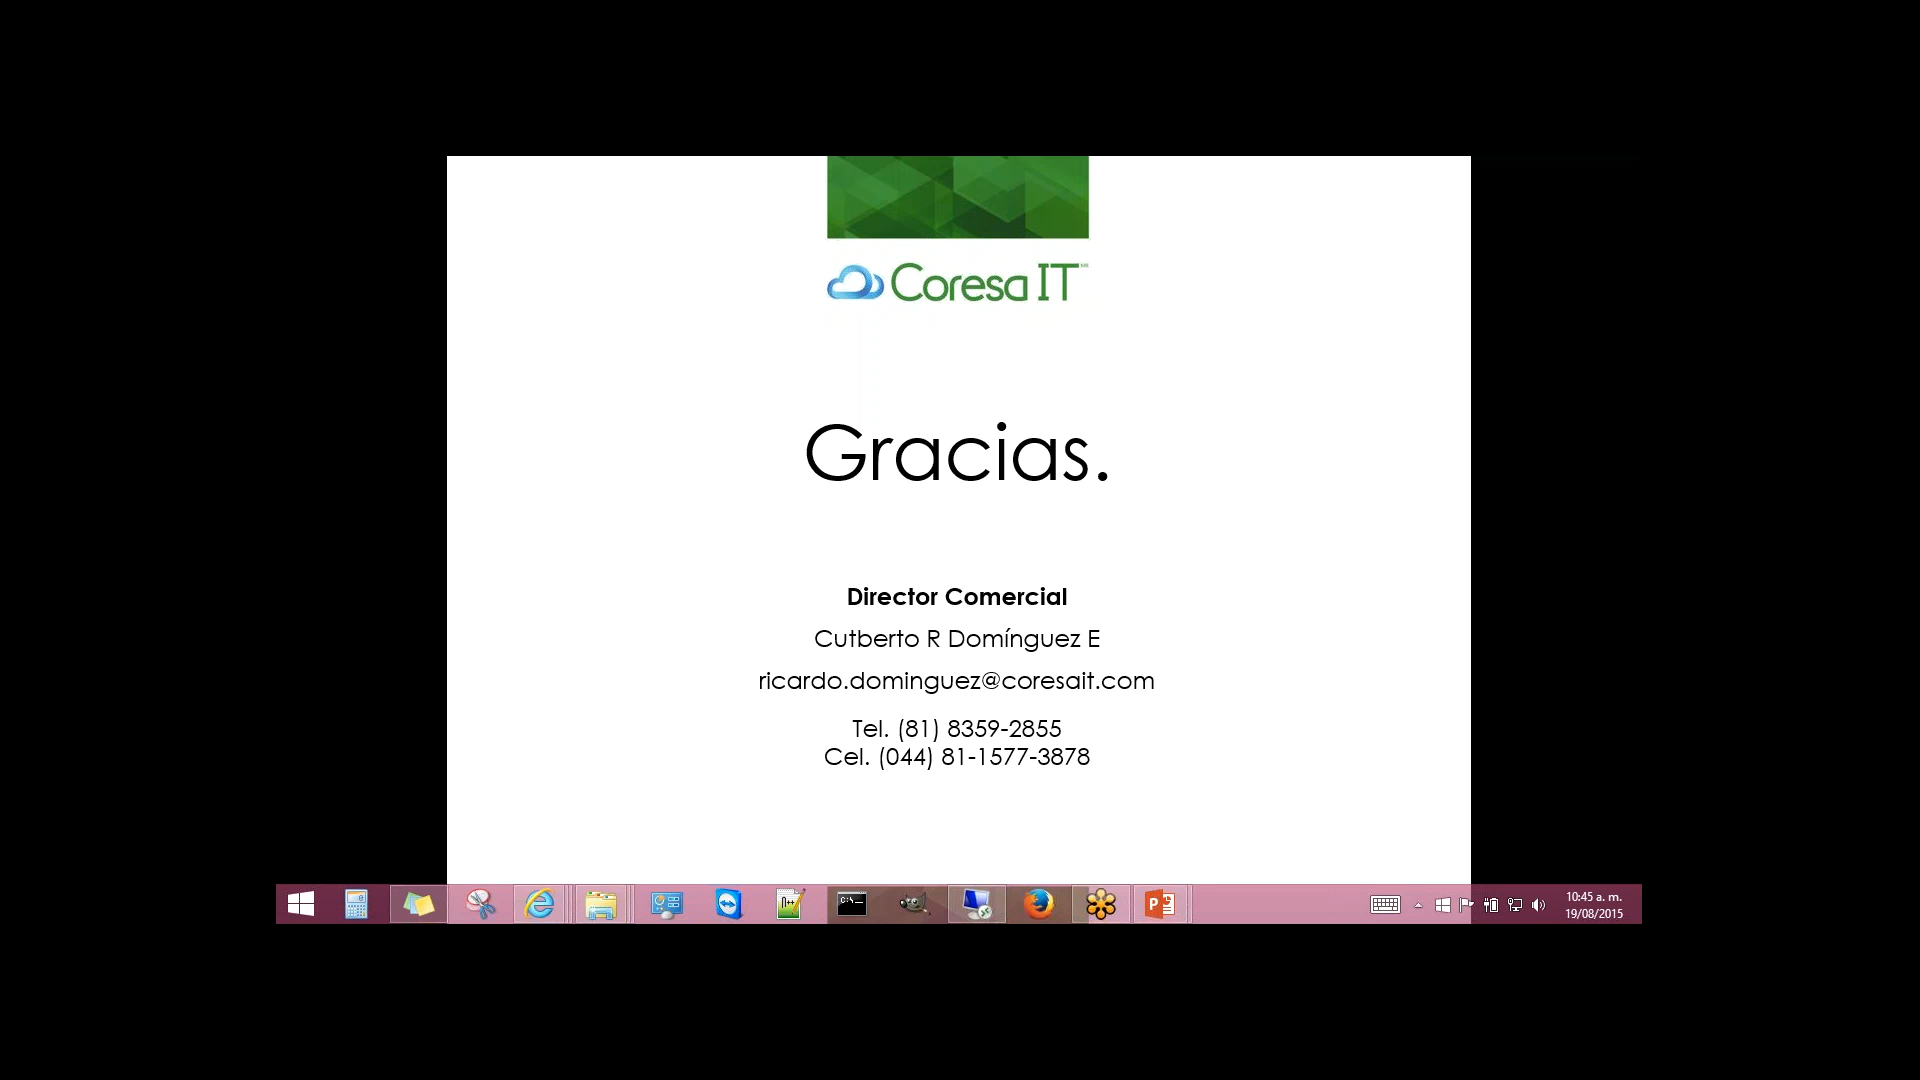 Coresa IT
Gracias.
Director Comercial
Cutberto R Domínguez E
ricardo.dominguez@coresait.com
Tel. (81) 8359-2855
Cel. (044) 81-1577-3878
10:45 a. m.
19/08/2015